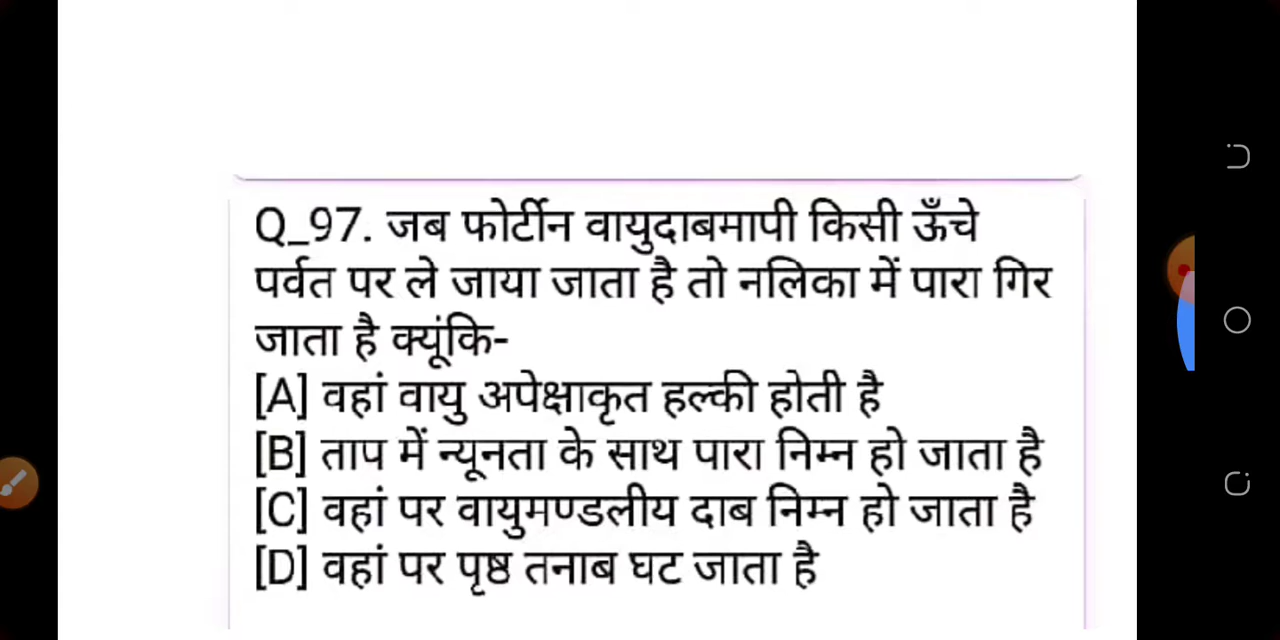 Q_97. जब फोर्टीन वायुदाबमापी किसी ऊँचे
पर्वत पर ले जाया जाता है तो नलिका में पारा गिर
जाता है क्यूंकि-
[A] वहां वायु अपेक्षाकृत हल्की होती है
[B] ताप में न्यूनता के साथ पारा निम्न हो जाता है
[C] वहां पर वायुमण्डलीय दाब निम्न हो जाता है
[D] वहां पर पृष्ठ तनाब घट जाता है